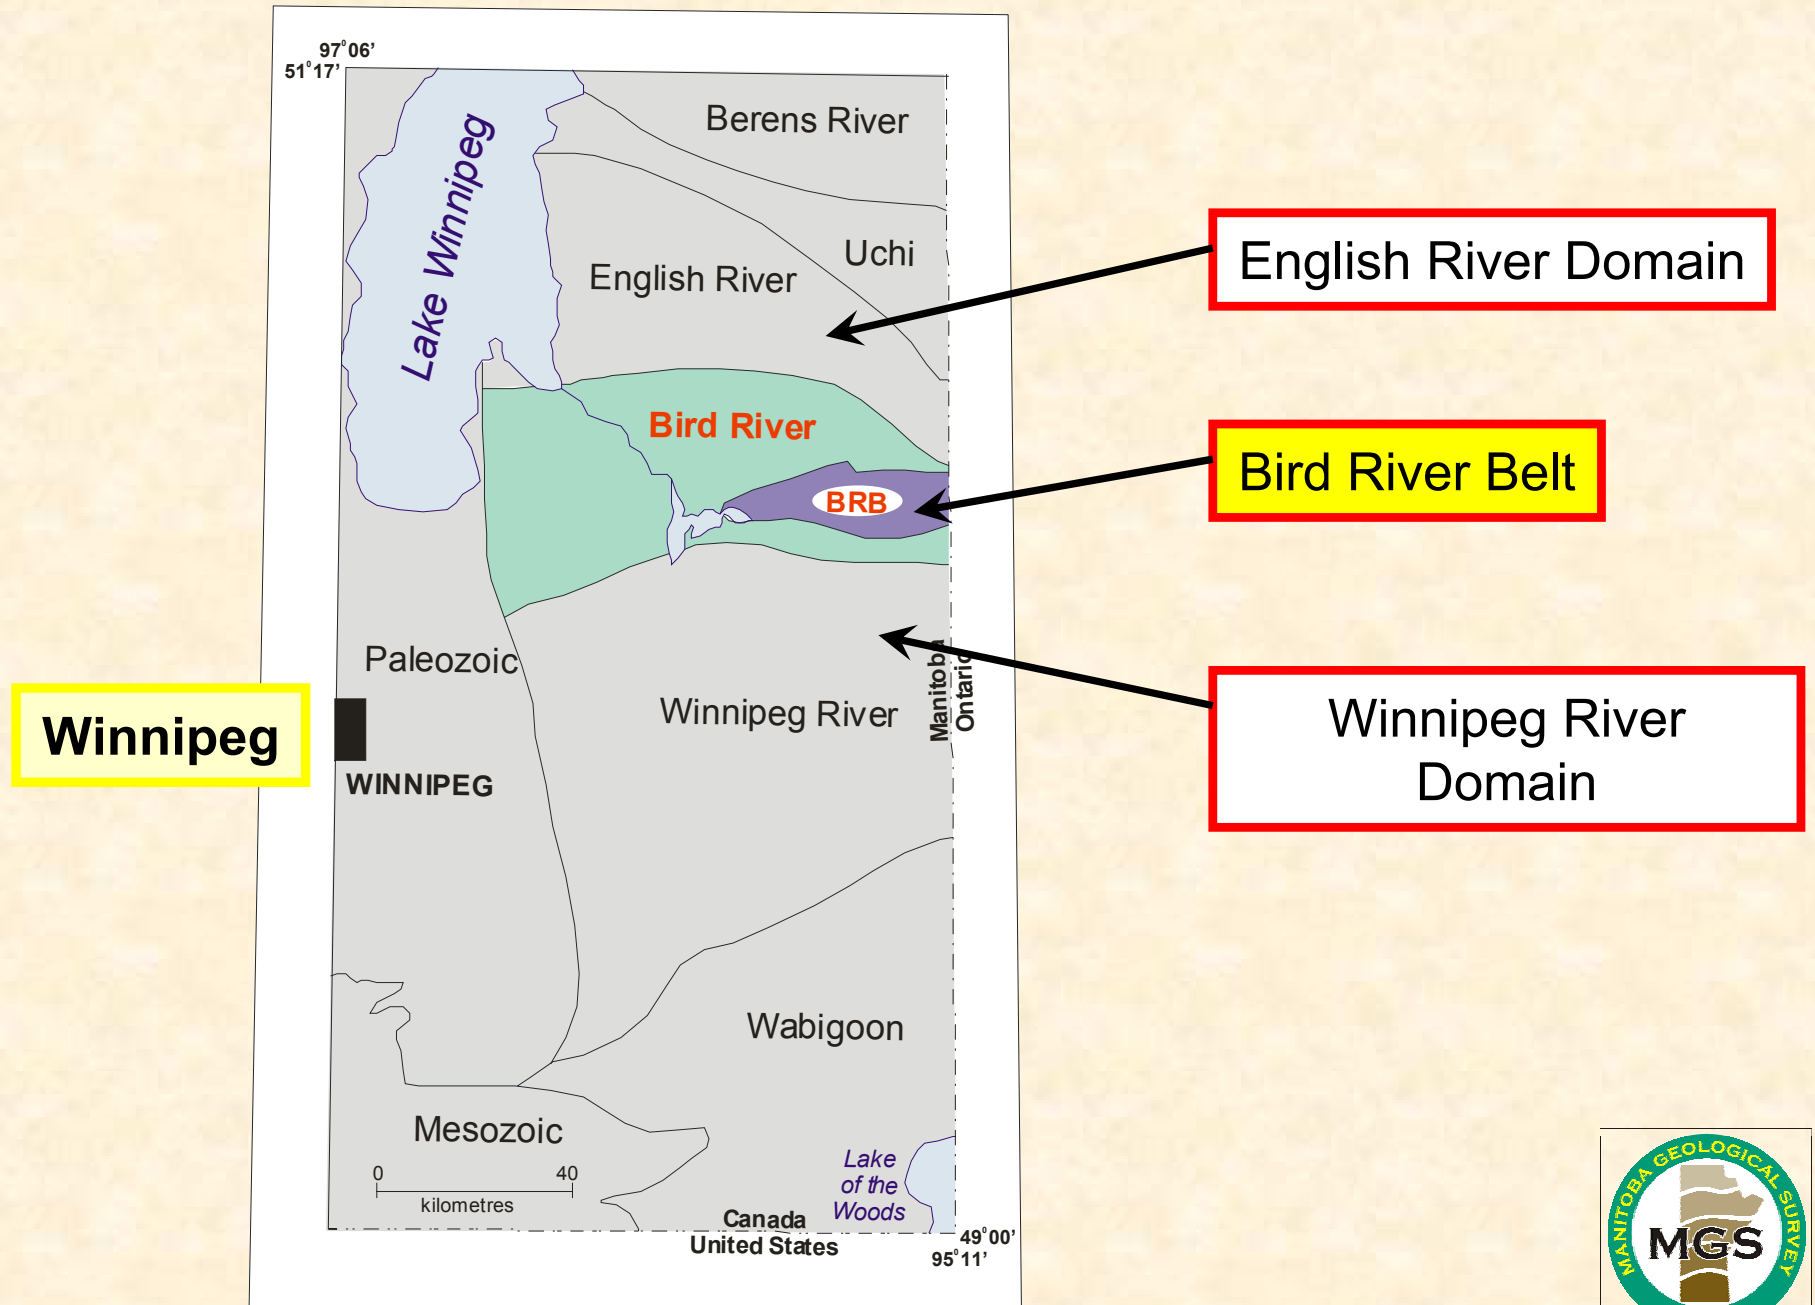 97°06'
51°17'
Berens River
Lake Winnipeg
Uchi
English River
English River Domain
Bird River
Bird River Belt
BRB
Paleozoic
Winnipeg River
Manitoba
Ontario
Winnipeg River
Domain
Winnipeg
WINNIPEG
Wabigoon
Mesozoic
0 40
kilometres
Lake
of the
Woods
Canada
United States
49°00'
95°11'
MANITOBA GEOLOGICAL SURVEY
MGS